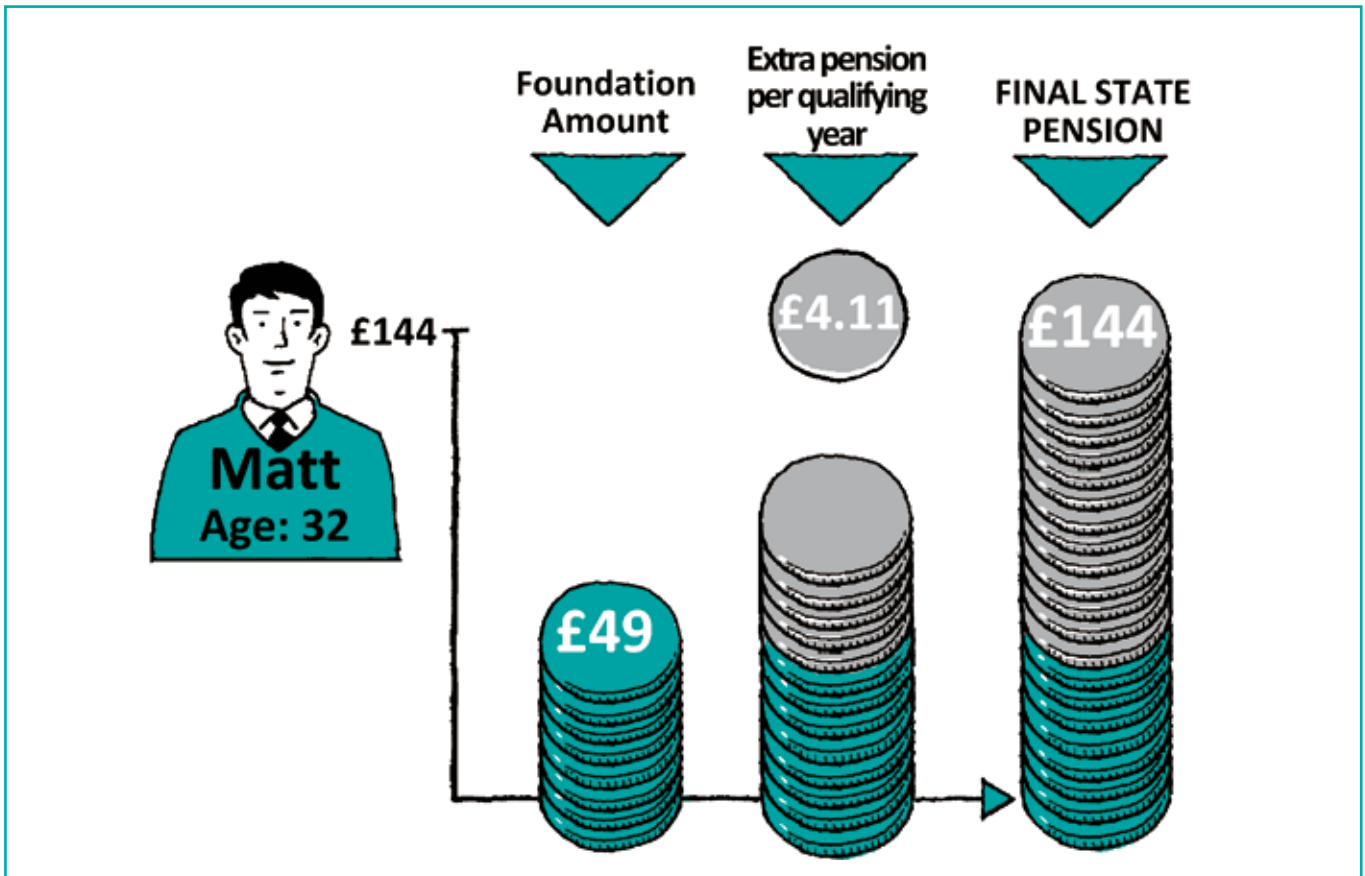 Foundation
Amount
Extra pension
per qualifying
year
FINAL STATE
PENSION
£4.11
£144
£144
Matt
Age: 32
£49